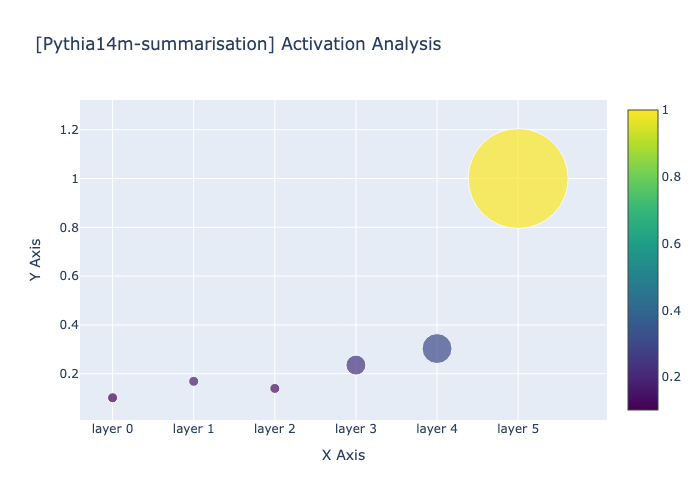 [Pythia14m-summarisation] Activation Analysis
1.2
1
0.8
0.6
0.4
0.2
Y Axis
layer 0 layer 1 layer 2 layer 3 layer 4 layer 5
X Axis
1
0.8
0.6
0.4
0.2